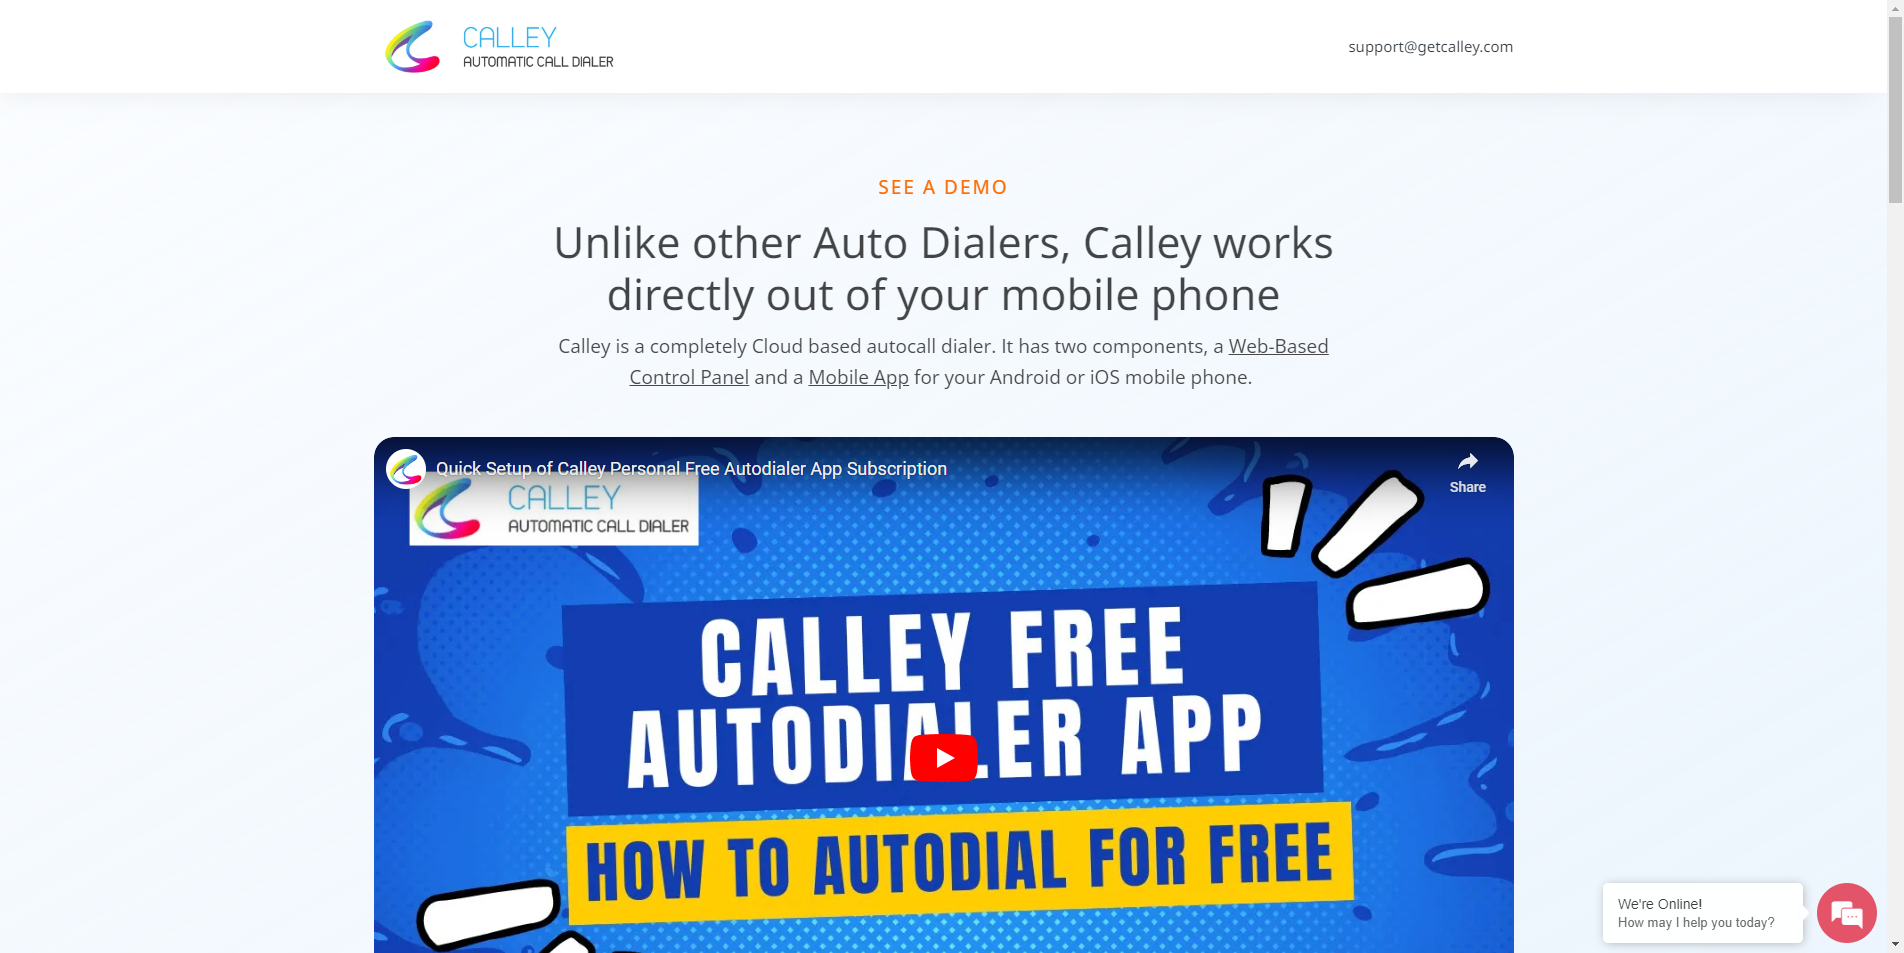 CALLEY
AUTOMATIC CALL DIALER
support@getcalley.com
SEE A DEMO
Unlike other Auto Dialers, Calley works
directly out of your mobile phone
Calley is a completely Cloud based autocall dialer. It has two components, a Web-Based
Control Panel and a Mobile App for your Android or iOS mobile phone.
Quick Setup of Calley Personal Free Autodialer App Subscription
Share
CALLEY
AUTOMATIC CALL DIALER
CALLEY FREE
AUTODIALER APP
HOW TO AUTODIAL FOR FREE
We're Online!
How may I help you today?